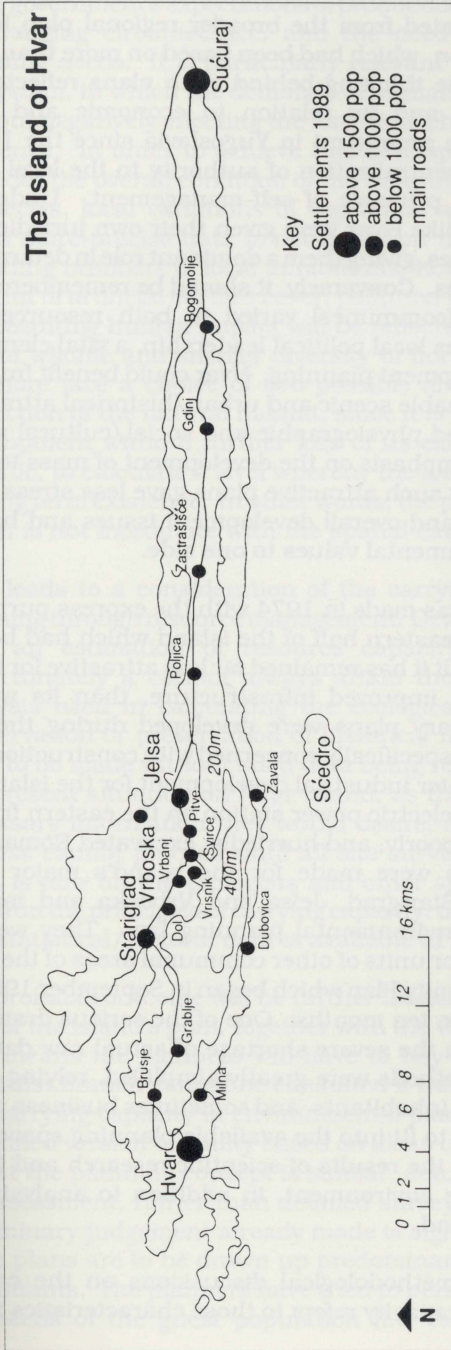 The Island of Hvar
Hvar
Brusje
Milna
Grablje
Starigrad
Dol
Vrbanj
Vrboska
Vrisnik
Svirce
Pitve
Jelsa
Dubovica
Zavala
400m
200m
Šćedro
Poljica
Zastrašišće
Gdinj
Bogomolje
Sućuraj
Key
Settlements 1989
above 1500 pop
above 1000 pop
below 1000 pop
main roads
N
0 2 4 6 8 12 16 kms